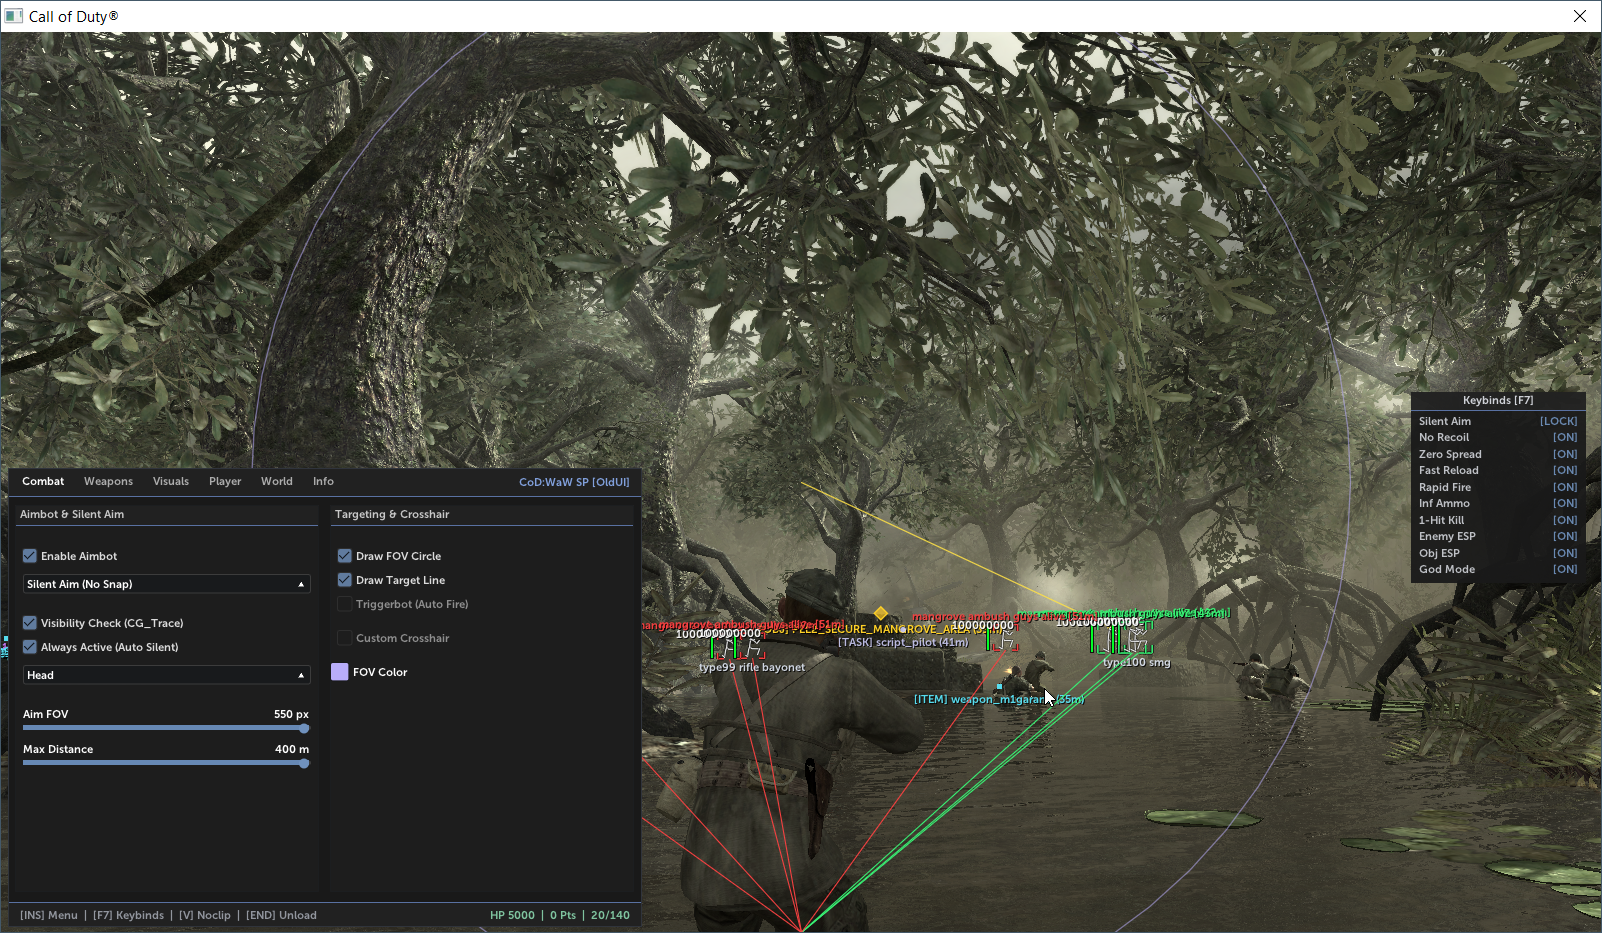 Call of Duty®
Keybinds [F7]
Silent Aim [LOCK]
No Recoil [ON]
Zero Spread [ON]
Fast Reload [ON]
Rapid Fire [ON]
Inf Ammo [ON]
1-Hit Kill [ON]
Enemy ESP [ON]
Obj ESP [ON]
God Mode [ON]
Combat Weapons Visuals Player World Info CoD:WaW SP [OldUI]
Aimbot & Silent Aim
Enable Aimbot
Silent Aim (No Snap)
Visibility Check (CG_Trace)
Always Active (Auto Silent)
Head
Aim FOV 550 px
Max Distance 400 m
Targeting & Crosshair
Draw FOV Circle
Draw Target Line
Triggerbot (Auto Fire)
Custom Crosshair
FOV Color
[INS] Menu | [F7] Keybinds | [V] Noclip | [END] Unload HP 5000 | 0 Pts | 20/140
mangrove ambush guys
[51m]
SECURE_MANGROVE_AREA
[TASK] script_pilot (41m)
type99 rifle bayonet
type100 smg
[ITEM] weapon_m1garand (35m)